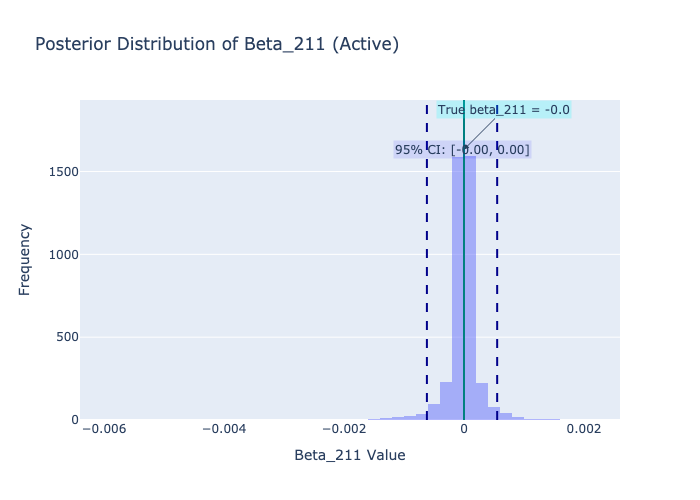 Posterior Distribution of Beta_211 (Active)
True beta_211 = -0.0
95% CI: [-0.00, 0.00]
1500
1000
500
0
Frequency
−0.006
−0.004
−0.002
0
0.002
Beta_211 Value